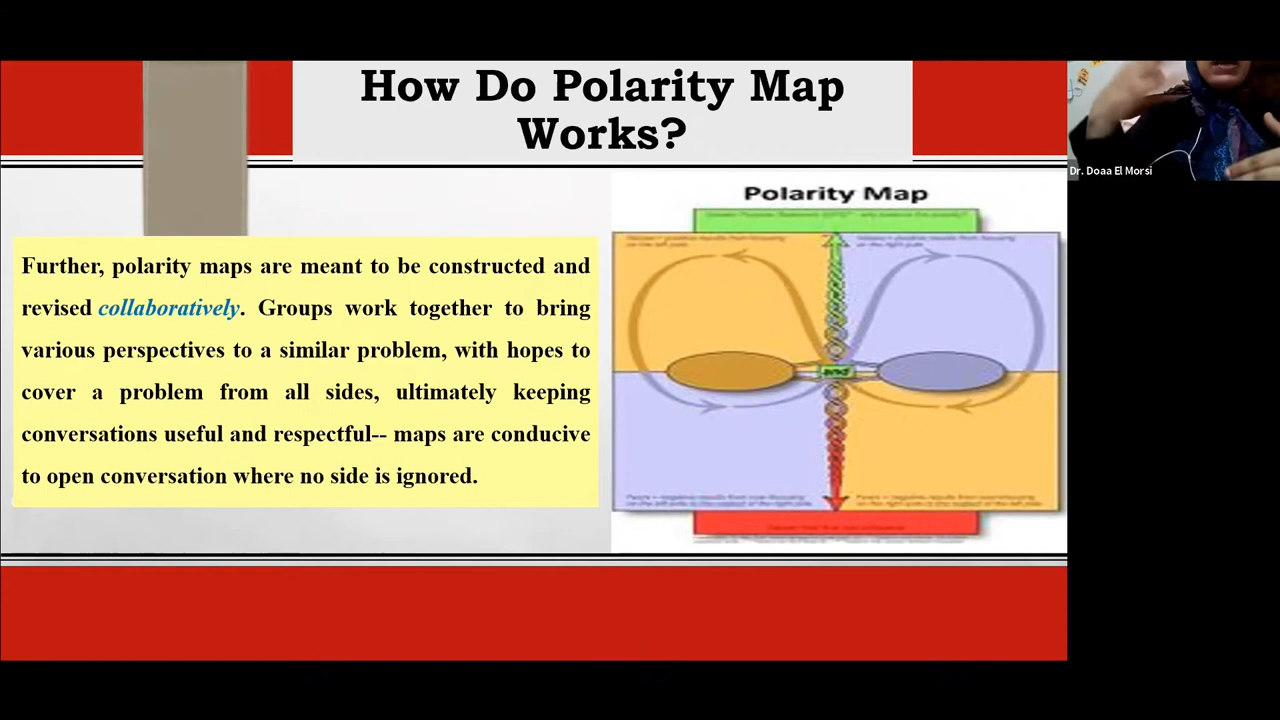 How Do Polarity Map
Works?
Dr. Doaa El Morsi
Further, polarity maps are meant to be constructed and
revised collaboratively. Groups work together to bring
various perspectives to a similar problem, with hopes to
cover a problem from all sides, ultimately keeping
conversations useful and respectful-- maps are conducive
to open conversation where no side is ignored.
Polarity Map
and